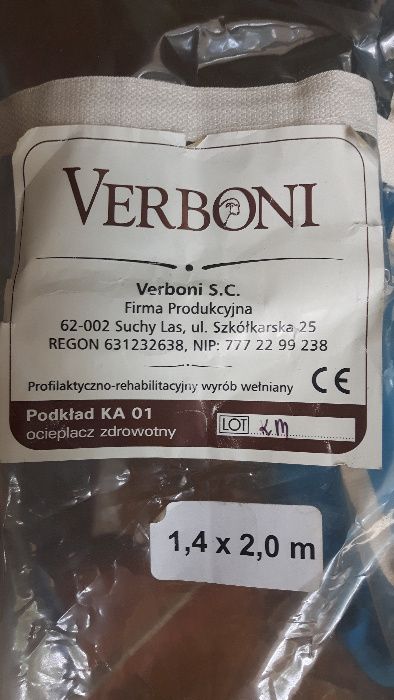 VERBONI
Verboni S.C.
Firma Produkcyjna
62-002 Suchy Las, ul. Szkółkarska 25
REGON 631232638, NIP: 777 22 99 238
Profilaktyczno-rehabilitacyjny wyrób wełniany CE
Podkład KA 01
ocieplacz zdrowotny
LOT KM
1,4 x 2,0 m